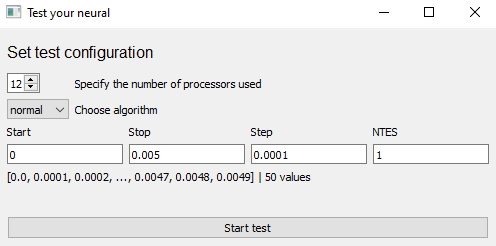 Test your neural
Set test configuration
12 Specify the number of processors used
normal Choose algorithm
Start Stop Step NTES
0 0.005 0.0001 1
[0.0, 0.0001, 0.0002, ..., 0.0047, 0.0048, 0.0049] | 50 values
Start test